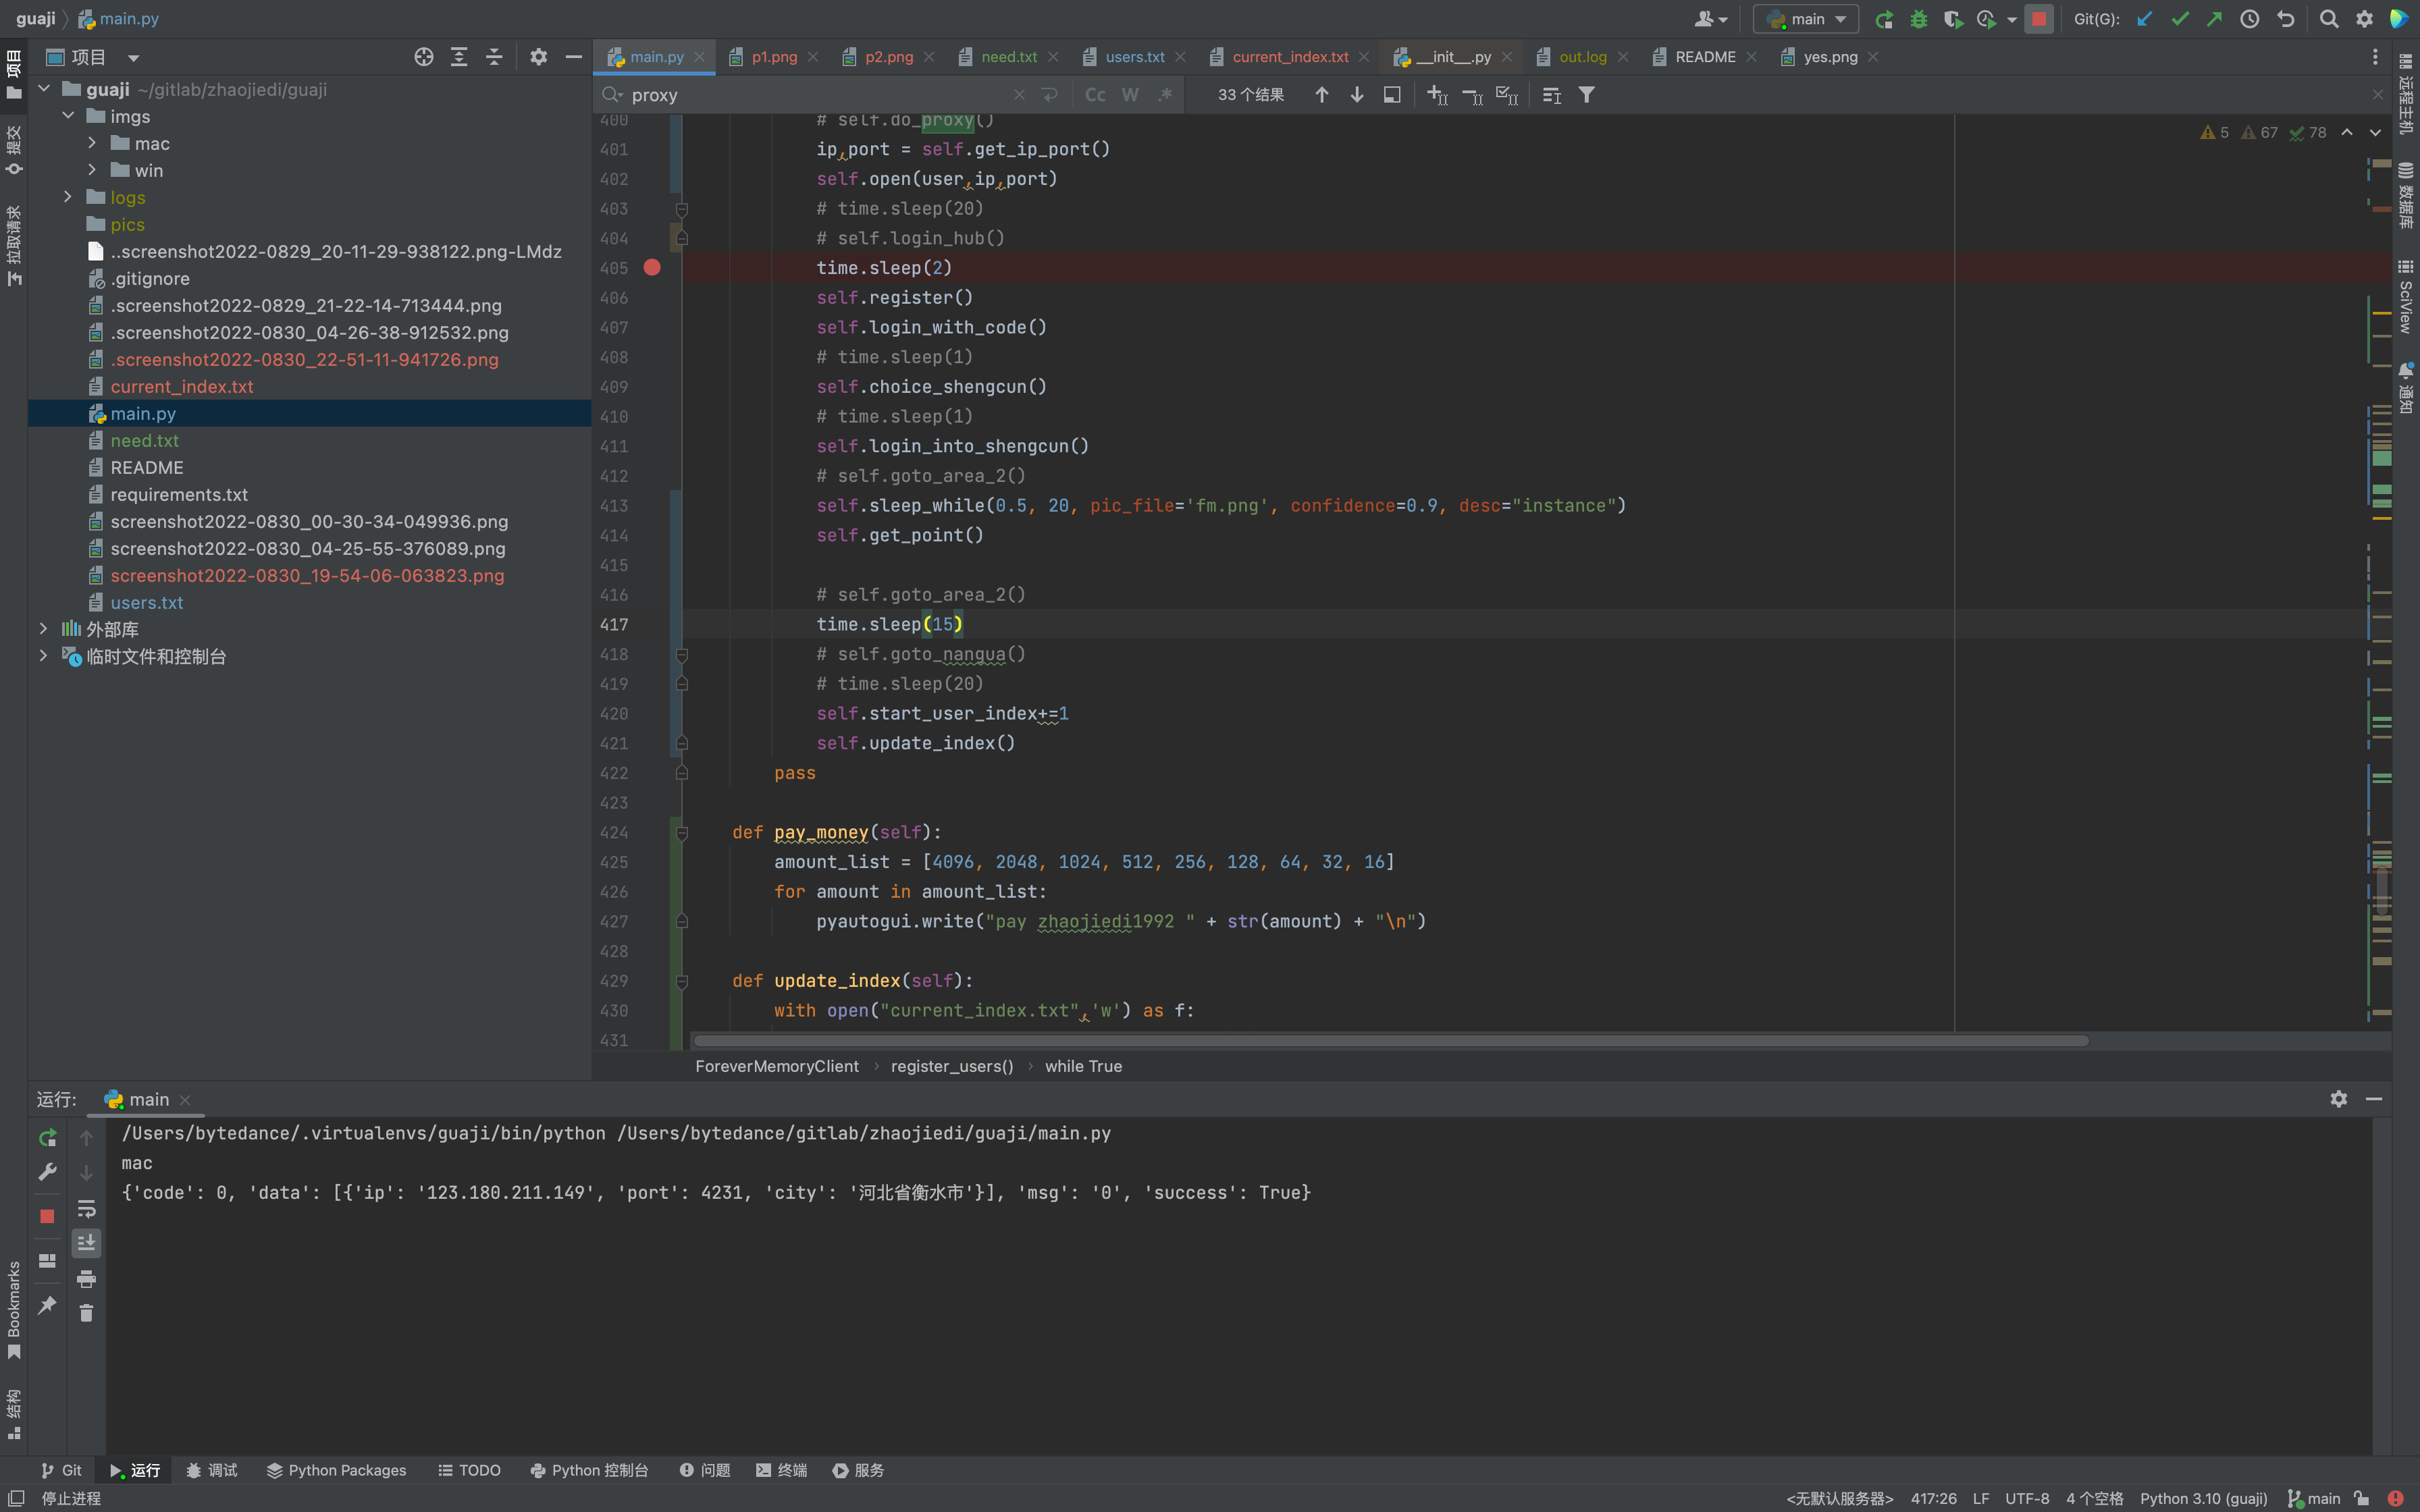 guaji
main.py
main
Git(G):
项目
guaji ~/gitlab/zhaojiedi/guaji
imgs
mac
win
logs
pics
..screenshot2022-0829_20-11-29-938122.png-LMdz
.gitignore
.screenshot2022-0829_21-22-14-713444.png
.screenshot2022-0830_04-26-38-912532.png
.screenshot2022-0830_22-51-11-941726.png
current_index.txt
main.py
need.txt
README
requirements.txt
screenshot2022-0830_00-30-34-049936.png
screenshot2022-0830_04-25-55-376089.png
screenshot2022-0830_19-54-06-063823.png
users.txt
外部库
临时文件和控制台
项目
提交
拉取请求
Bookmarks
结构
main.py p1.png p2.png need.txt users.txt current_index.txt __init__.py out.log README yes.png
proxy
Cc W .*
33 个结果
5 67 78
400 # self.do_proxy()
401 ip,port = self.get_ip_port()
402 self.open(user,ip,port)
403 # time.sleep(20)
404 # self.login_hub()
405 time.sleep(2)
406 self.register()
407 self.login_with_code()
408 # time.sleep(1)
409 self.choice_shengcun()
410 # time.sleep(1)
411 self.login_into_shengcun()
412 # self.goto_area_2()
413 self.sleep_while(0.5, 20, pic_file='fm.png', confidence=0.9, desc="instance")
414 self.get_point()
415
416 # self.goto_area_2()
417 time.sleep(15)
418 # self.goto_nangua()
419 # time.sleep(20)
420 self.start_user_index+=1
421 self.update_index()
422 pass
423
424 def pay_money(self):
425 amount_list = [4096, 2048, 1024, 512, 256, 128, 64, 32, 16]
426 for amount in amount_list:
427 pyautogui.write("pay zhaojiedi1992 " + str(amount) + "\n")
428
429 def update_index(self):
430 with open("current_index.txt",'w') as f:
431
ForeverMemoryClient register_users() while True
远程主机
数据库
SciView
通知
运行: main
/Users/bytedance/.virtualenvs/guaji/bin/python /Users/bytedance/gitlab/zhaojiedi/guaji/main.py
mac
{'code': 0, 'data': [{'ip': '123.180.211.149', 'port': 4231, 'city': '河北省衡水市'}], 'msg': '0', 'success': True}
Git 运行 调试 Python Packages TODO Python 控制台 问题 终端 服务
停止进程
<无默认服务器> 417:26 LF UTF-8 4 个空格 Python 3.10 (guaji) main